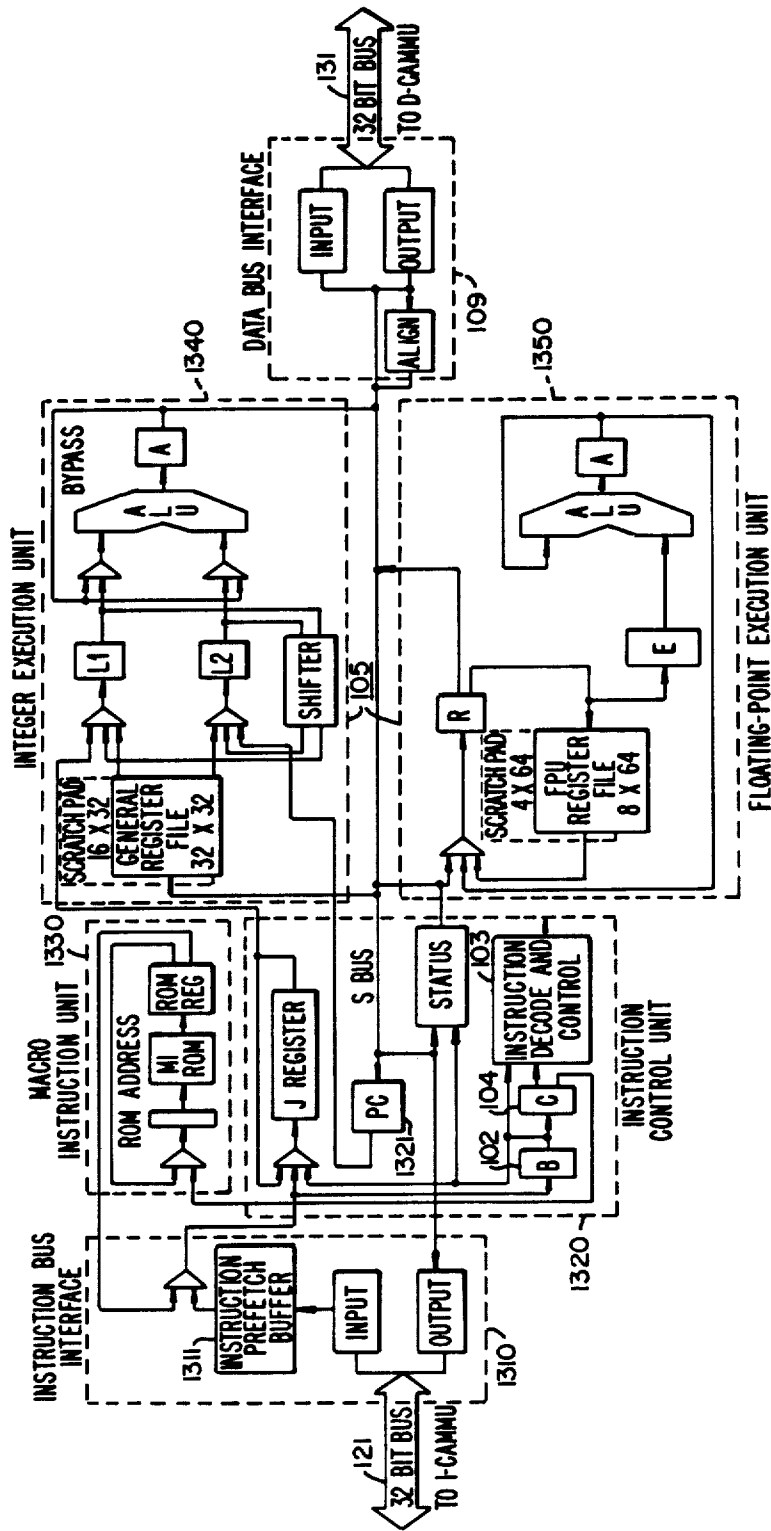 121
32 BIT BUS
TO I-CAMMU
INSTRUCTION BUS
INTERFACE
1311
INSTRUCTION
PREFETCH
BUFFER
INPUT
OUTPUT
1310
MACRO
INSTRUCTION UNIT
1330
ROM ADDRESS
MI
ROM
ROM
REG
J REGISTER
S BUS
PC
1321
STATUS
103
INSTRUCTION
DECODE AND
CONTROL
104
C
102
B
1320
INSTRUCTION
CONTROL UNIT
INTEGER EXECUTION UNIT
1340
SCRATCH PAD
16 X 32
GENERAL
REGISTER
FILE
32 X 32
L1
L2
SHIFTER
BYPASS
ALU
A
105
SCRATCH PAD
4 X 64
FPU
REGISTER
FILE
8 X 64
R
E
ALU
A
1350
FLOATING-POINT EXECUTION UNIT
DATA BUS INTERFACE
INPUT
OUTPUT
ALIGN
109
131
32 BIT BUS
TO D-CAMMU